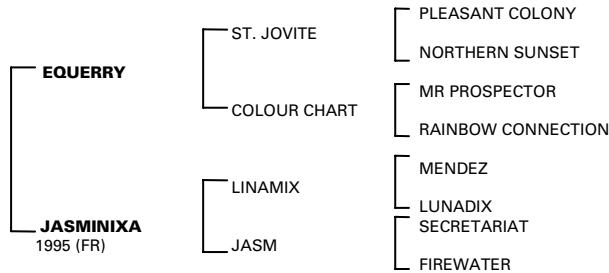 PLEASANT COLONY
ST. JOVITE
NORTHERN SUNSET
EQUERRY
MR PROSPECTOR
COLOUR CHART
RAINBOW CONNECTION
MENDEZ
LINAMIX
LUNADIX
JASMINIXA
SECRETARIAT
1995 (FR)
JASM
FIREWATER